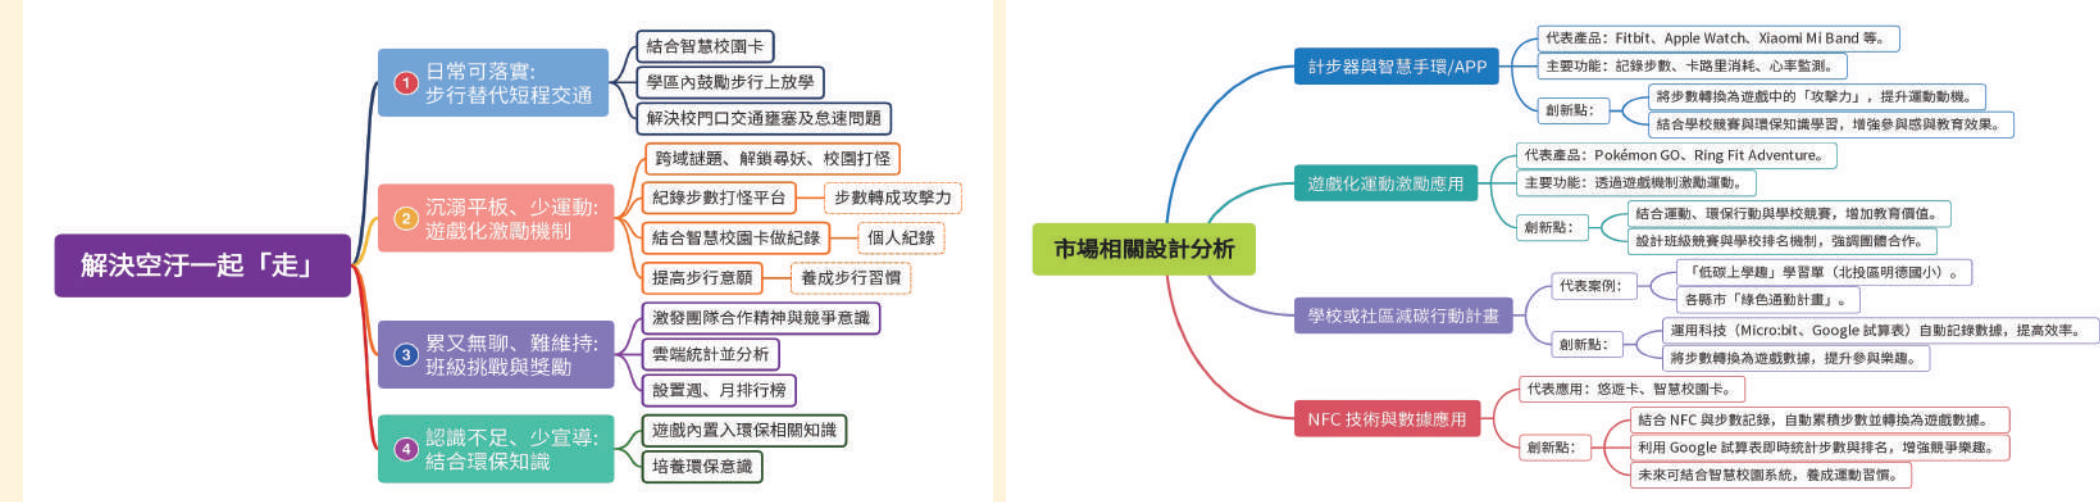 解決空汙一起「走」
1
日常可落實:
步行替代短程交通
結合智慧校園卡
學區內鼓勵步行上放學
解決校門口交通壅塞及怠速問題
2
沉溺平板、少運動:
遊戲化激勵機制
跨域謎題、解鎖尋妖、校園打怪
紀錄步數打怪平台
步數轉成攻擊力
結合智慧校園卡做紀錄
個人紀錄
提高步行意願
養成步行習慣
3
累又無聊、難維持:
班級挑戰與獎勵
激發團隊合作精神與競爭意識
雲端統計並分析
設置週、月排行榜
4
認識不足、少宣導:
結合環保知識
遊戲內置入環保相關知識
培養環保意識
市場相關設計分析
計步器與智慧手環/APP
代表產品：Fitbit、Apple Watch、Xiaomi Mi Band 等。
主要功能：記錄步數、卡路里消耗、心率監測。
創新點：
將步數轉換為遊戲中的「攻擊力」，提升運動動機。
結合學校競賽與環保知識學習，增強參與感與教育效果。
遊戲化運動激勵應用
代表產品：Pokémon GO、Ring Fit Adventure。
主要功能：透過遊戲機制激勵運動。
創新點：
結合運動、環保行動與學校競賽，增加教育價值。
設計班級競賽與學校排名機制，強調團體合作。
學校或社區減碳行動計畫
代表案例：
「低碳上學趣」學習單（北投區明德國小）。
各縣市「綠色通勤計畫」。
創新點：
運用科技（Micro:bit、Google 試算表）自動記錄數據，提高效率。
將步數轉換為遊戲數據，提升參與樂趣。
NFC 技術與數據應用
代表應用：悠遊卡、智慧校園卡。
創新點：
結合 NFC 與步數記錄，自動累積步數並轉換為遊戲數據。
利用 Google 試算表即時統計步數與排名，增強競爭樂趣。
未來可結合智慧校園系統，養成運動習慣。